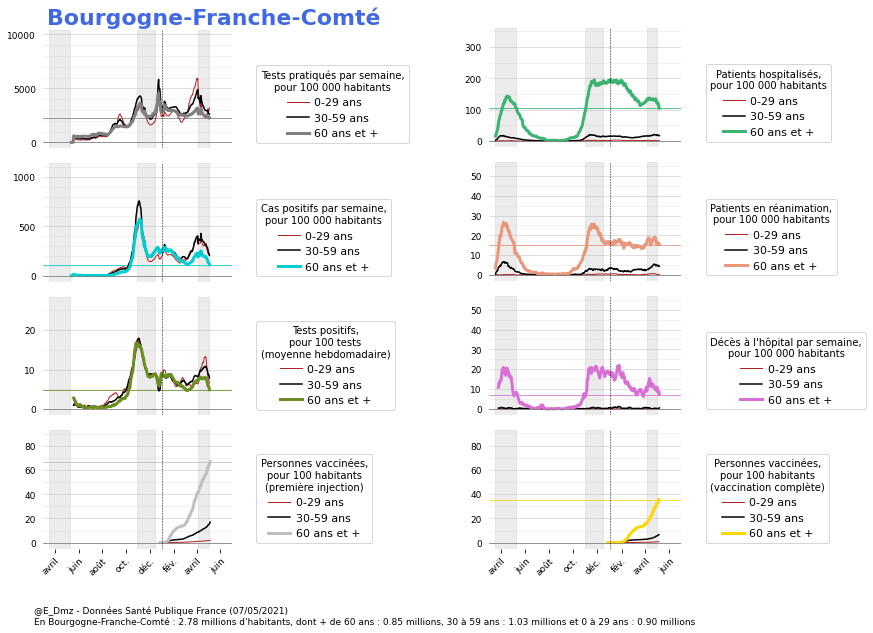 Bourgogne-Franche-Comté
10000
5000
0
Tests pratiqués par semaine,
pour 100 000 habitants
0-29 ans
30-59 ans
60 ans et +
300
200
100
0
Patients hospitalisés,
pour 100 000 habitants
0-29 ans
30-59 ans
60 ans et +
1000
500
0
Cas positifs par semaine,
pour 100 000 habitants
0-29 ans
30-59 ans
60 ans et +
50
40
30
20
10
0
Patients en réanimation,
pour 100 000 habitants
0-29 ans
30-59 ans
60 ans et +
20
10
0
Tests positifs,
pour 100 tests
(moyenne hebdomadaire)
0-29 ans
30-59 ans
60 ans et +
50
40
30
20
10
0
Décès à l'hôpital par semaine,
pour 100 000 habitants
0-29 ans
30-59 ans
60 ans et +
80
60
40
20
0
avril
juin
août
oct.
déc.
fév.
avril
juin
Personnes vaccinées,
pour 100 habitants
(première injection)
0-29 ans
30-59 ans
60 ans et +
80
60
40
20
0
avril
juin
août
oct.
déc.
fév.
avril
juin
Personnes vaccinées,
pour 100 habitants
(vaccination complète)
0-29 ans
30-59 ans
60 ans et +
@E_Dmz - Données Santé Publique France (07/05/2021)
En Bourgogne-Franche-Comté : 2.78 millions d'habitants, dont + de 60 ans : 0.85 millions, 30 à 59 ans : 1.03 millions et 0 à 29 ans : 0.90 millions